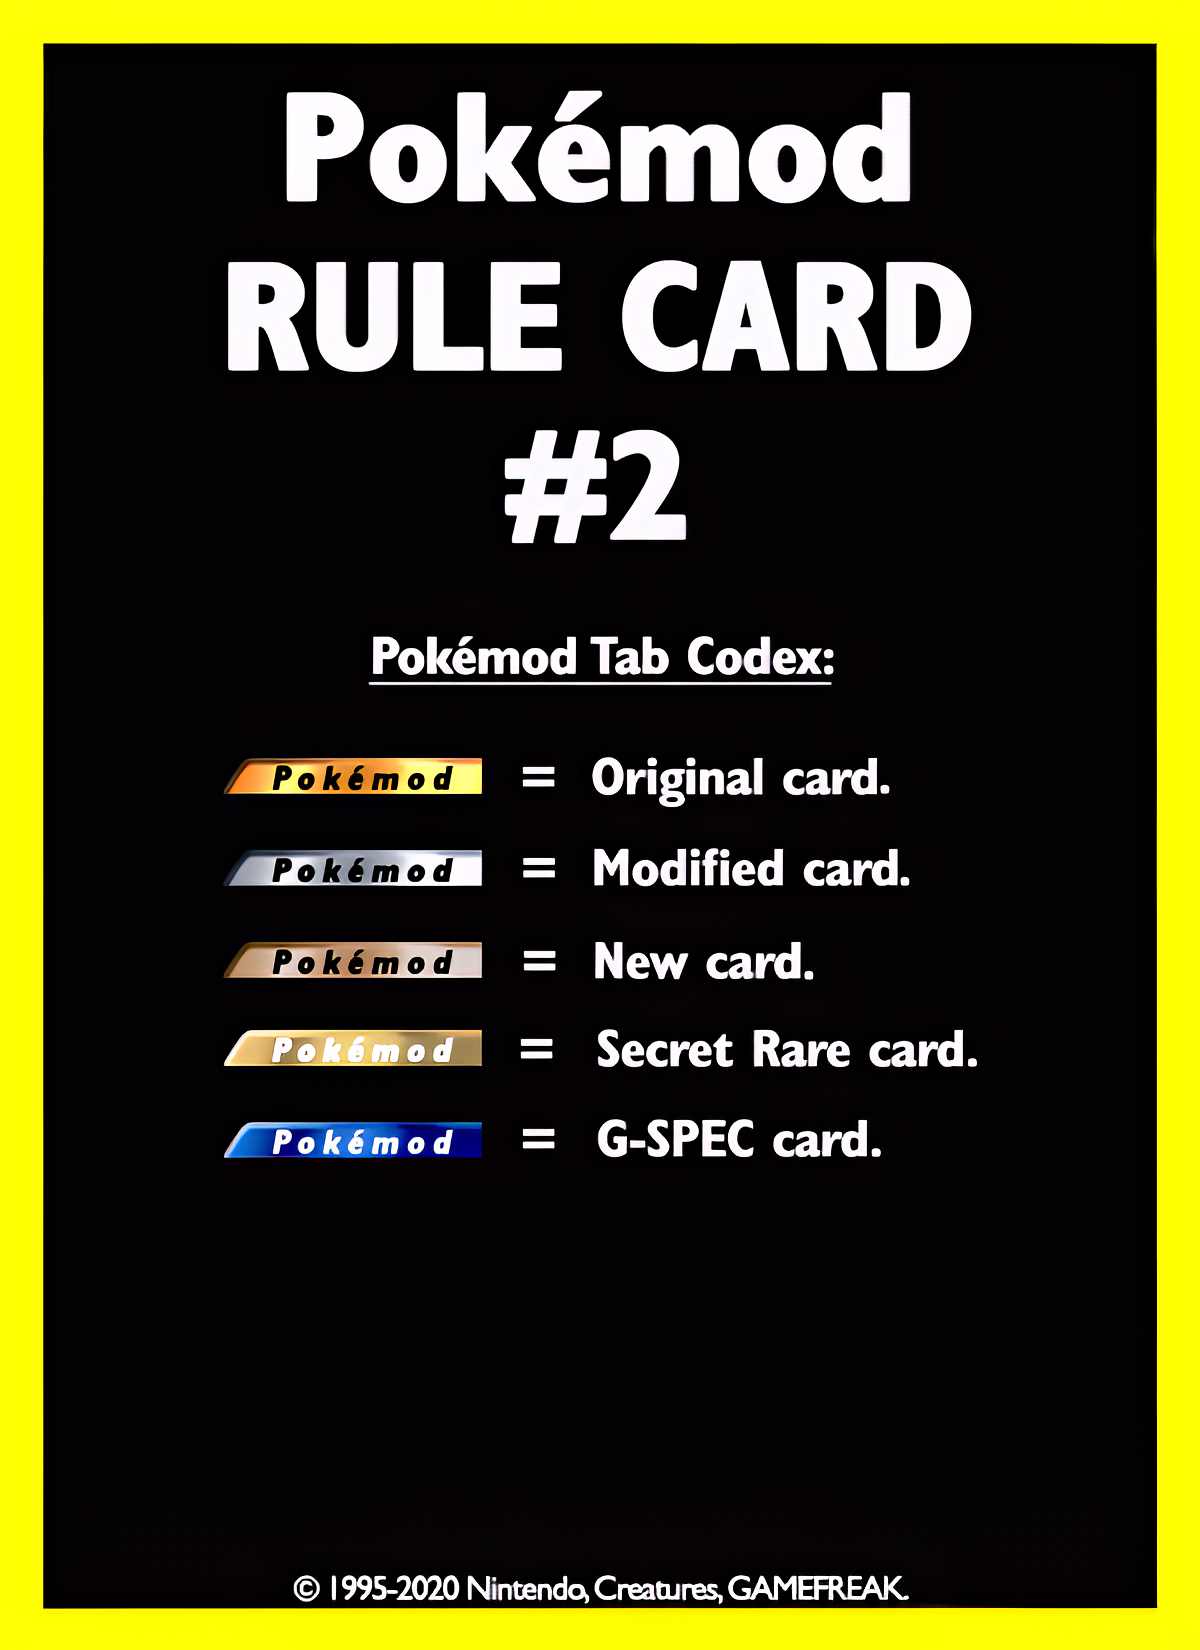 Pokémod
RULE CARD
#2
Pokémod Tab Codex:
Pokémod = Original card.
Pokémod = Modified card.
Pokémod = New card.
Pokémod = Secret Rare card.
Pokémod = G-SPEC card.
© 1995-2020 Nintendo, Creatures, GAMEFREAK.